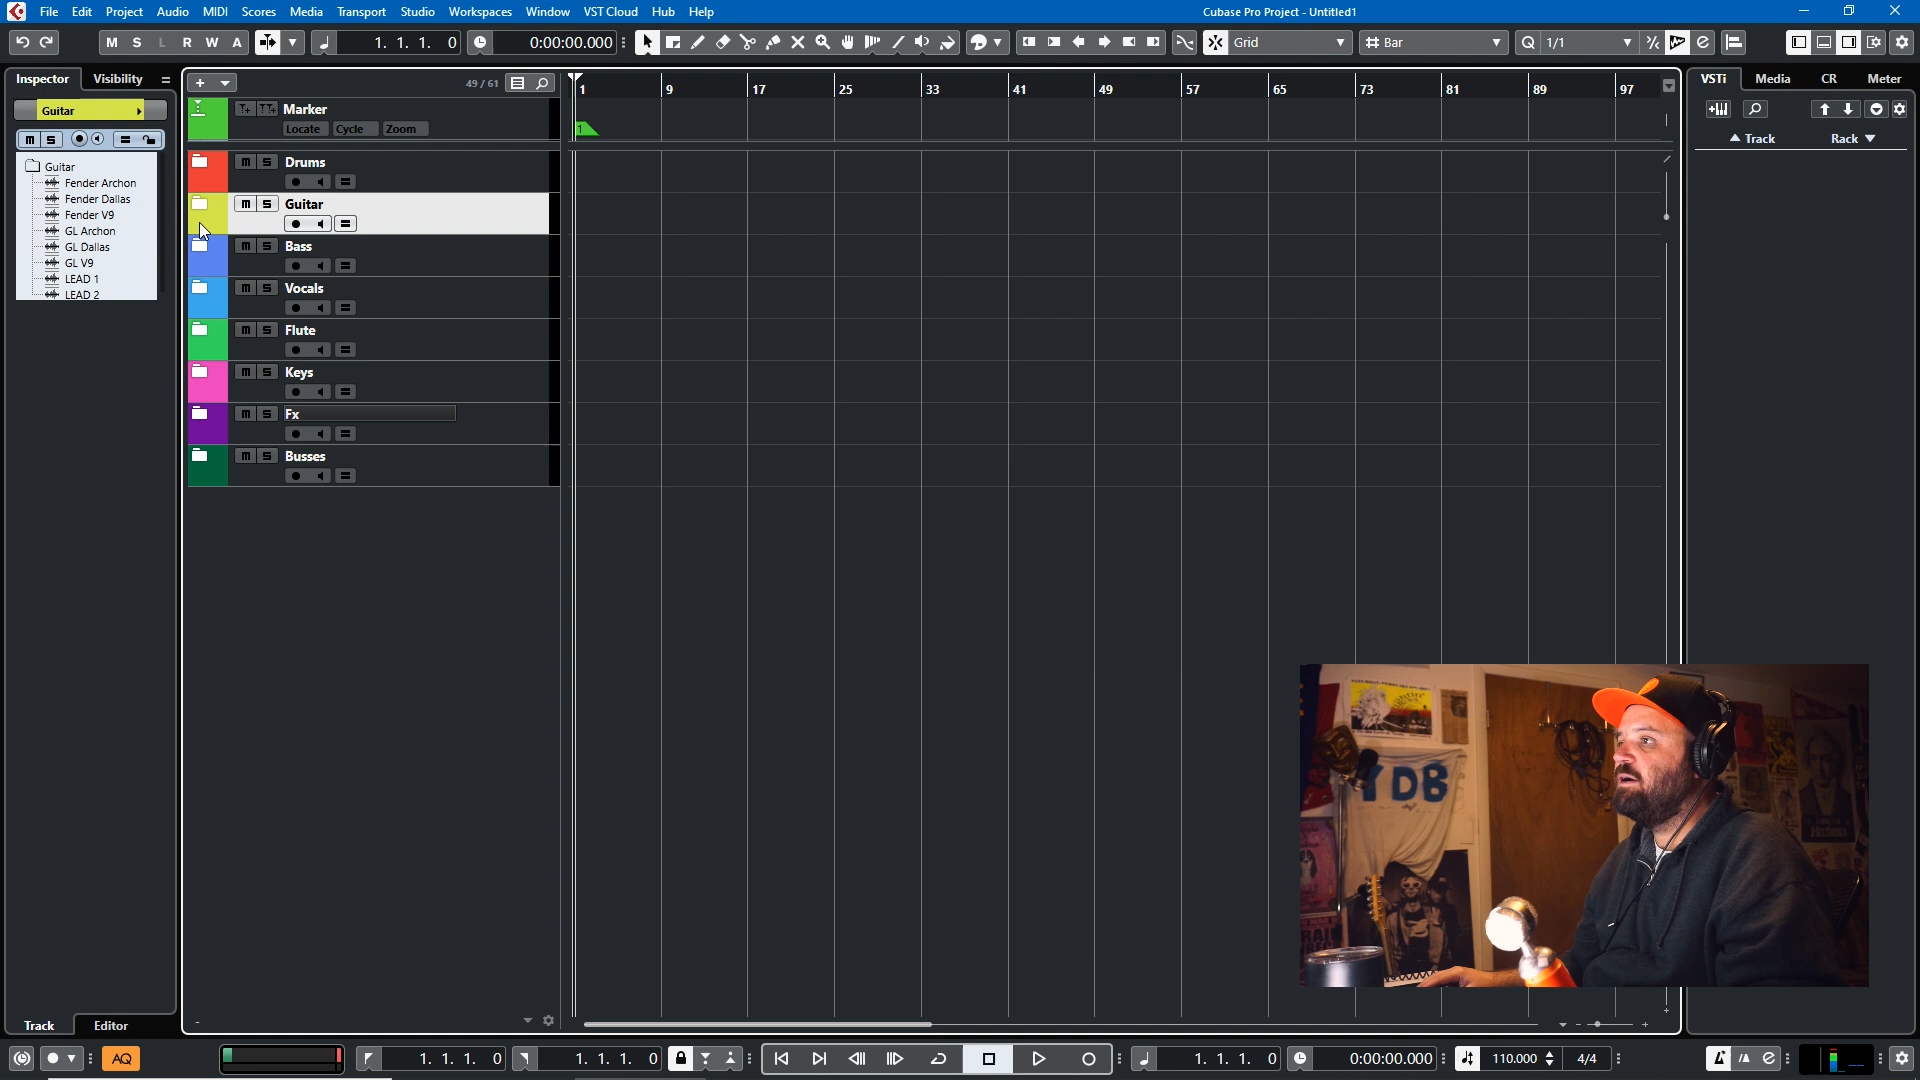 File Edit Project Audio MIDI Scores Media Transport Studio Workspaces Window VST Cloud Hub Help
Cubase Pro Project - Untitled1
M S L R W A
1. 1. 1. 0
0:00:00.000
Grid
Bar
Q 1/1
Inspector
Visibility
49 / 61
1 9 17 25 33 41 49 57 65 73 81 89 97
VSTi Media CR Meter
Guitar
Marker
Locate Cycle Zoom
1
Track
Rack
m s
Guitar
Fender Archon
Fender Dallas
Fender V9
GL Archon
GL Dallas
GL V9
LEAD 1
LEAD 2
m s Drums
m s Guitar
m s Bass
m s Vocals
m s Flute
m s Keys
m s Fx
m s Busses
YDB
Track
Editor
AQ
1. 1. 1. 0
1. 1. 1. 0
1. 1. 1. 0
0:00:00.000
110.000
4/4